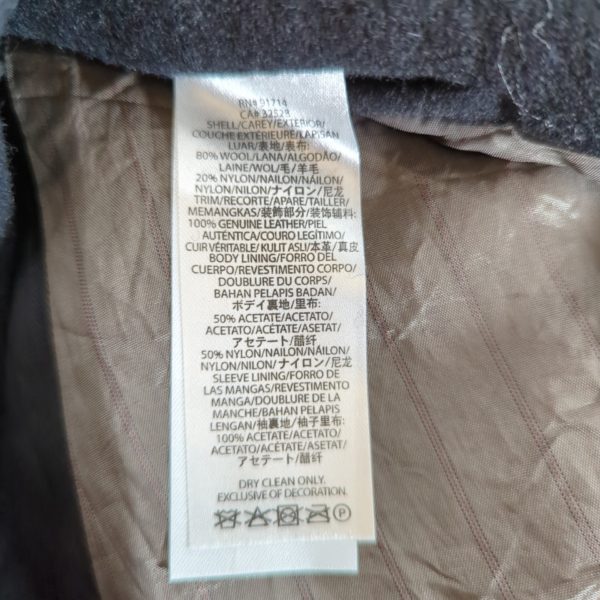 RN# 91714
CA# 32528
SHELL/CAREY/EXTERIOR/
COUCHE EXTÉRIEURE/LAPISAN
LUAR/表地/表布:
80% WOOL/LANA/ALGODÃO/
LAINE/WOL/毛/羊毛
20% NYLON/NAILON/NÁILON/
NYLON/NILON/ナイロン/尼龙
TRIM/RECORTE/APARE/TAILLER/
MEMANGKAS/装飾部分/装饰辅料:
100% GENUINE LEATHER/PIEL
AUTÉNTICA/COURO LEGÍTIMO/
CUIR VÉRITABLE/KULIT ASLI/本革/真皮
BODY LINING/FORRO DEL
CUERPO/REVESTIMENTO CORPO/
DOUBLURE DU CORPS/
BAHAN PELAPIS BADAN/
ボディ裏地/里布:
50% ACETATE/ACETATO/
ACETATO/ACÉTATE/ASETAT/
アセテート/醋纤
50% NYLON/NAILON/NÁILON/
NYLON/NILON/ナイロン/尼龙
SLEEVE LINING/FORRO DE
LAS MANGAS/REVESTIMENTO
MANGA/DOUBLURE DE LA
MANCHE/BAHAN PELAPIS
LENGAN/袖裏地/柚子里布:
100% ACETATE/ACETATO/
ACETATO/ACÉTATE/ASETAT/
アセテート/醋纤
DRY CLEAN ONLY.
EXCLUSIVE OF DECORATION.
P